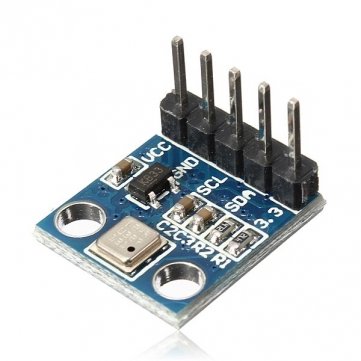 VCC
GND
SCL
SDA
3.3
C2C3R2R1